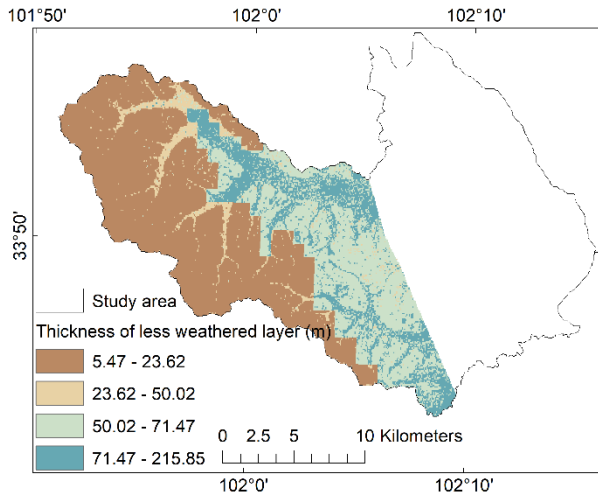 101°50' 102°0' 102°10'
33°50'
33°50'
Study area
Thickness of less weathered layer (m)
5.47 - 23.62
23.62 - 50.02
50.02 - 71.47
71.47 - 215.85
0 2.5 5 10 Kilometers
102°0' 102°10'